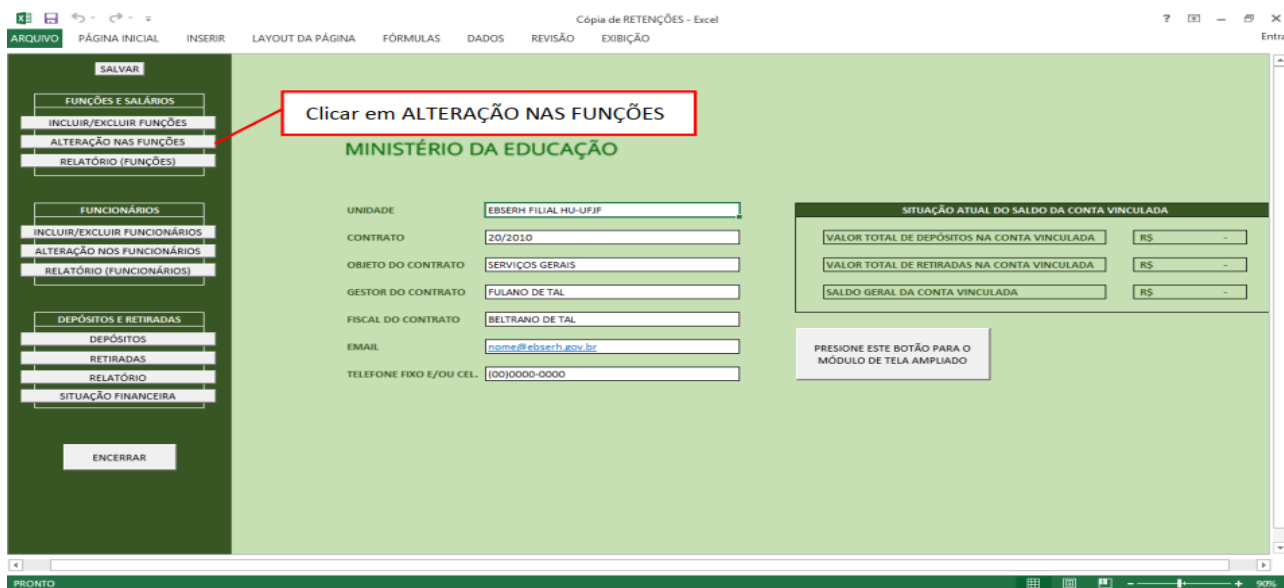 Cópia de RETENÇÕES - Excel
ARQUIVO PÁGINA INICIAL INSERIR LAYOUT DA PÁGINA FÓRMULAS DADOS REVISÃO EXIBIÇÃO Entra
SALVAR
FUNÇÕES E SALÁRIOS
INCLUIR/EXCLUIR FUNÇÕES
ALTERAÇÃO NAS FUNÇÕES
RELATÓRIO (FUNÇÕES)
FUNCIONÁRIOS
INCLUIR/EXCLUIR FUNCIONÁRIOS
ALTERAÇÃO NOS FUNCIONÁRIOS
RELATÓRIO (FUNCIONÁRIOS)
DEPÓSITOS E RETIRADAS
DEPÓSITOS
RETIRADAS
RELATÓRIO
SITUAÇÃO FINANCEIRA
ENCERRAR
Clicar em ALTERAÇÃO NAS FUNÇÕES
MINISTÉRIO DA EDUCAÇÃO
UNIDADE EBSERH FILIAL HU-UFJF
CONTRATO 20/2010
OBJETO DO CONTRATO SERVIÇOS GERAIS
GESTOR DO CONTRATO FULANO DE TAL
FISCAL DO CONTRATO BELTRANO DE TAL
EMAIL nome@ebserh.gov.br
TELEFONE FIXO E/OU CEL. (00)0000-0000
SITUAÇÃO ATUAL DO SALDO DA CONTA VINCULADA
VALOR TOTAL DE DEPÓSITOS NA CONTA VINCULADA R$ -
VALOR TOTAL DE RETIRADAS NA CONTA VINCULADA R$ -
SALDO GERAL DA CONTA VINCULADA R$ -
PRESIONE ESTE BOTÃO PARA O
MÓDULO DE TELA AMPLIADO
PRONTO 90%